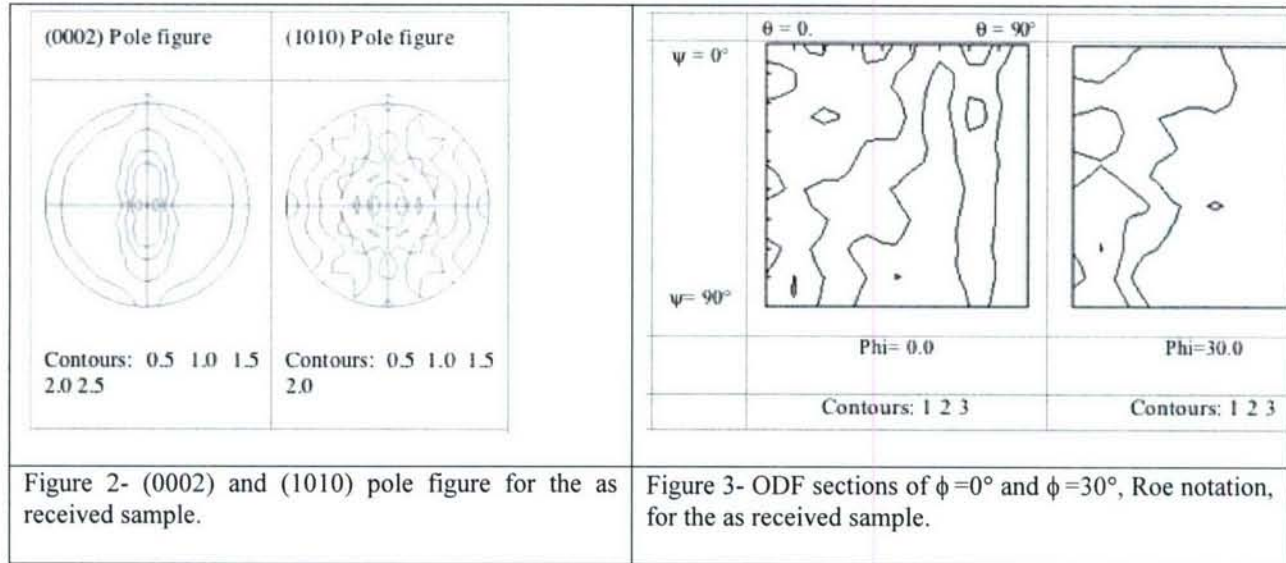 (0002) Pole figure
(1010) Pole figure
Contours: 0.5 1.0 1.5
2.0 2.5
Contours: 0.5 1.0 1.5
2.0
Figure 2- (0002) and (1010) pole figure for the as
received sample.
θ = 0.
θ = 90°
ψ = 0°
ψ= 90°
Phi= 0.0
Phi=30.0
Contours: 1 2 3
Contours: 1 2 3
Figure 3- ODF sections of ϕ =0° and ϕ =30°, Roe notation,
for the as received sample.